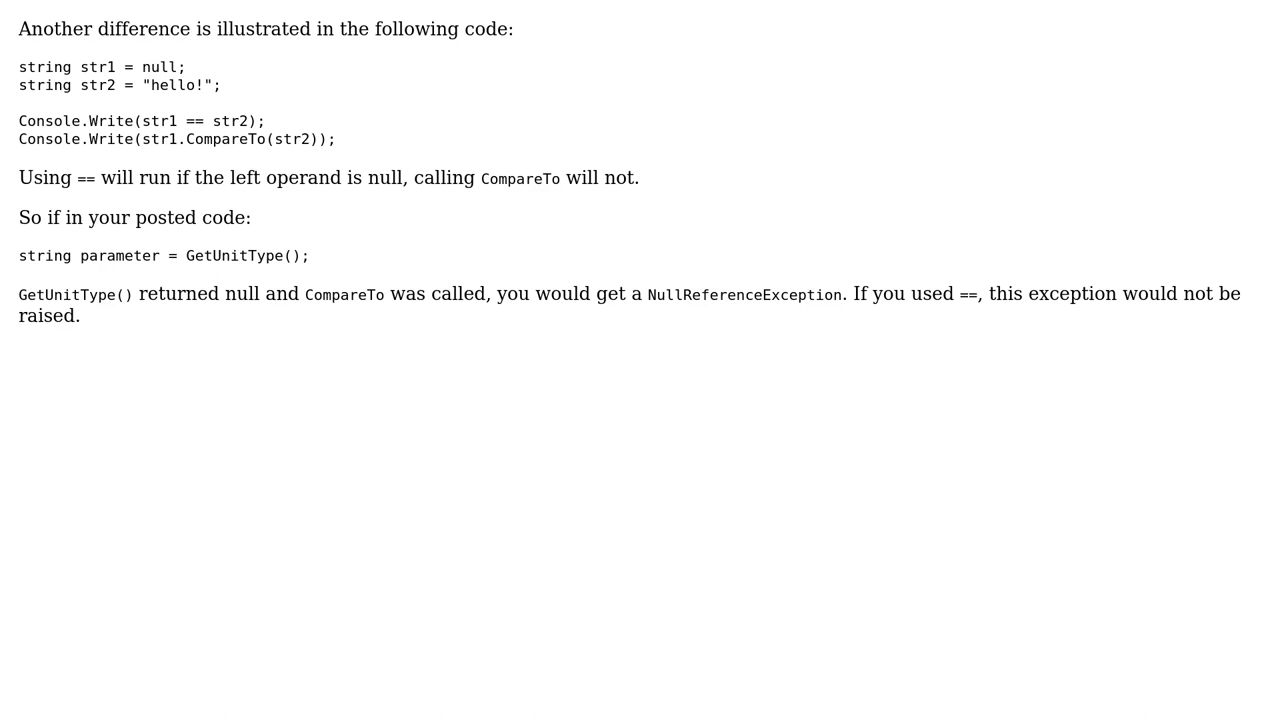 Another difference is illustrated in the following code:
string str1 = null;
string str2 = "hello!";
Console.Write(str1 == str2);
Console.Write(str1.CompareTo(str2));
Using == will run if the left operand is null, calling CompareTo will not.
So if in your posted code:
string parameter = GetUnitType();
GetUnitType() returned null and CompareTo was called, you would get a NullReferenceException. If you used ==, this exception would not be
raised.